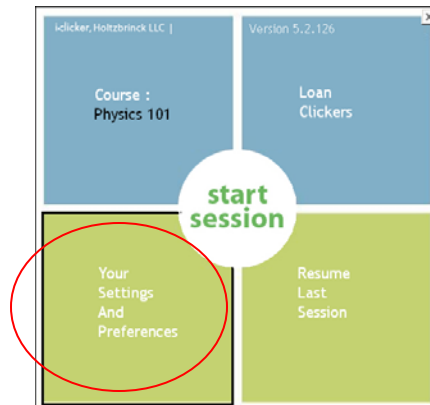 i-clicker, Holtzbrinck LLC |
Version 5.2.126
Course :
Physics 101
Loan
Clickers
start
session
Your
Settings
And
Preferences
Resume
Last
Session